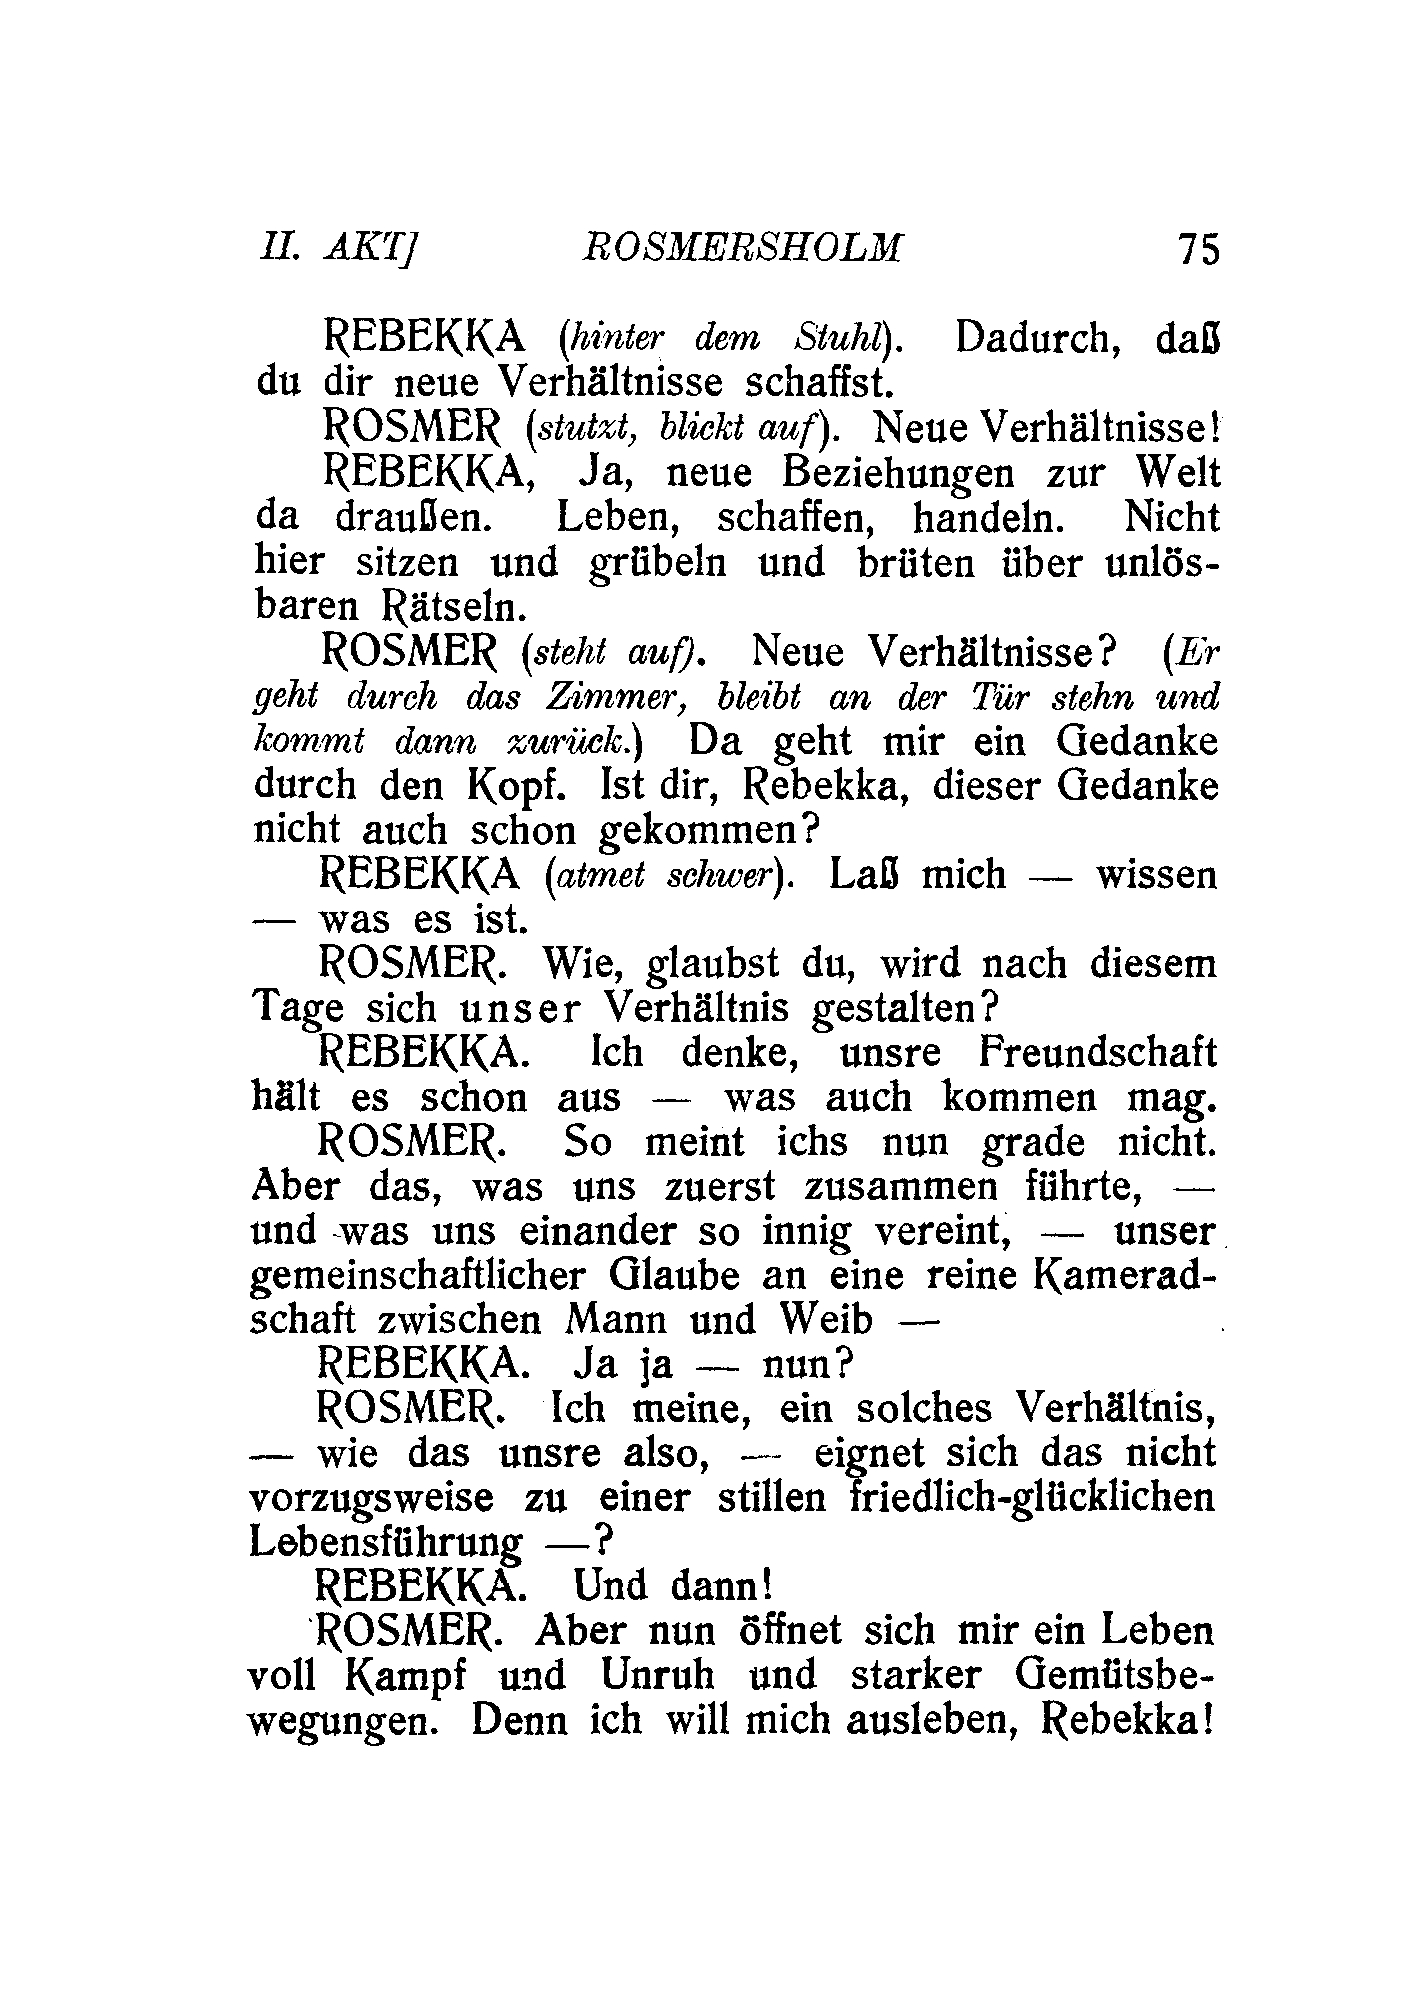 II. AKT] ROSMERSHOLM 75
REBEKKA (hinter dem Stuhl). Dadurch, daß
du dir neue Verhältnisse schaffst.
ROSMER (stutzt, blickt auf). Neue Verhältnisse!
REBEKKA, Ja, neue Beziehungen zur Welt
da draußen. Leben, schaffen, handeln. Nicht
hier sitzen und grübeln und brüten über unlös-
baren Rätseln.
ROSMER (steht auf). Neue Verhältnisse? (Er
geht durch das Zimmer, bleibt an der Tür stehn und
kommt dann zurück.) Da geht mir ein Gedanke
durch den Kopf. Ist dir, Rebekka, dieser Gedanke
nicht auch schon gekommen?
REBEKKA (atmet schwer). Laß mich — wissen
— was es ist.
ROSMER. Wie, glaubst du, wird nach diesem
Tage sich unser Verhältnis gestalten?
REBEKKA. Ich denke, unsre Freundschaft
hält es schon aus — was auch kommen mag.
ROSMER. So meint ichs nun grade nicht.
Aber das, was uns zuerst zusammen führte, —
und was uns einander so innig vereint, — unser
gemeinschaftlicher Glaube an eine reine Kamerad-
schaft zwischen Mann und Weib —
REBEKKA. Ja ja — nun?
ROSMER. Ich meine, ein solches Verhältnis,
— wie das unsre also, — eignet sich das nicht
vorzugsweise zu einer stillen friedlich-glücklichen
Lebensführung —?
REBEKKA. Und dann!
ROSMER. Aber nun öffnet sich mir ein Leben
voll Kampf und Unruh und starker Gemütsbe-
wegungen. Denn ich will mich ausleben, Rebekka!